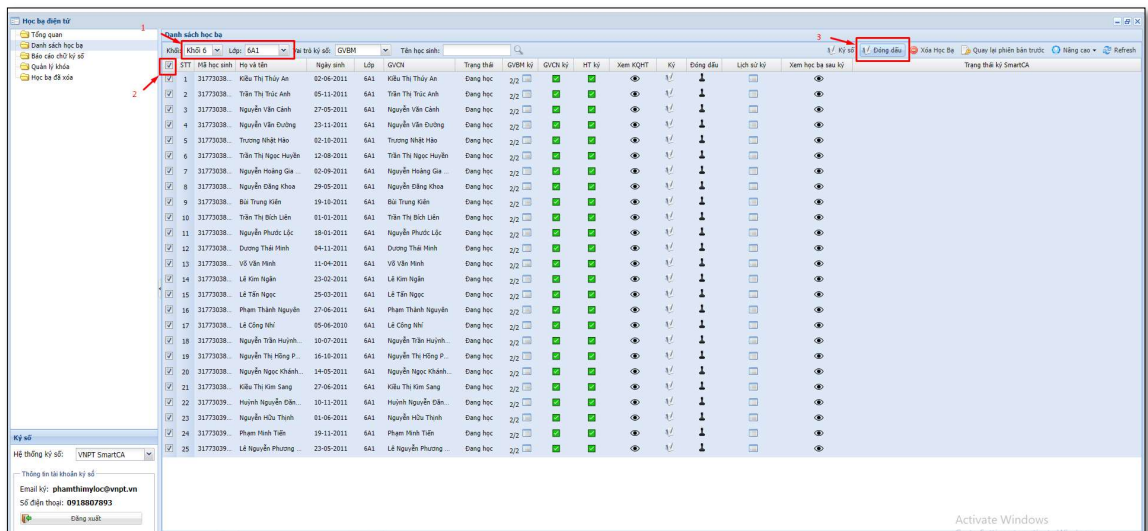 Học bạ điện tử
Tổng quan
Danh sách học bạ
Báo cáo chữ ký số
Quản lý khóa
Học bạ đã xóa
1
2
3
Danh sách học bạ
Khối: Khối 6 Lớp: 6A1 Vai trò ký số: GVBM Tên học sinh: Ký số Đóng dấu Xóa Học Bạ Quay lại phiên bản trước Nâng cao Refresh
STT Mã học sinh Họ và tên Ngày sinh Lớp GVCN Trạng thái GVBM ký GVCN ký HT ký Xem KQHT Ký Đóng dấu Lịch sử ký Xem học bạ sau ký Trạng thái ký SmartCA
1 31773038... Kiều Thị Thúy An 02-06-2011 6A1 Kiều Thị Thúy An Đang học 2/2
2 31773038... Trần Thị Trúc Anh 05-11-2011 6A1 Trần Thị Trúc Anh Đang học 2/2
3 31773038... Nguyễn Văn Cảnh 27-05-2011 6A1 Nguyễn Văn Cảnh Đang học 2/2
4 31773038... Nguyễn Văn Đường 23-11-2011 6A1 Nguyễn Văn Đường Đang học 2/2
5 31773038... Trương Nhật Hào 02-10-2011 6A1 Trương Nhật Hào Đang học 2/2
6 31773038... Trần Thị Ngọc Huyền 12-08-2011 6A1 Trần Thị Ngọc Huyền Đang học 2/2
7 31773038... Nguyễn Hoàng Gia ... 02-09-2011 6A1 Nguyễn Hoàng Gia ... Đang học 2/2
8 31773038... Nguyễn Đăng Khoa 29-05-2011 6A1 Nguyễn Đăng Khoa Đang học 2/2
9 31773038... Bùi Trung Kiên 19-10-2011 6A1 Bùi Trung Kiên Đang học 2/2
10 31773038... Trần Thị Bích Liên 01-01-2011 6A1 Trần Thị Bích Liên Đang học 2/2
11 31773038... Nguyễn Phước Lộc 18-01-2011 6A1 Nguyễn Phước Lộc Đang học 2/2
12 31773038... Dương Thái Minh 04-11-2011 6A1 Dương Thái Minh Đang học 2/2
13 31773038... Võ Văn Minh 11-04-2011 6A1 Võ Văn Minh Đang học 2/2
14 31773038... Lê Kim Ngân 23-02-2011 6A1 Lê Kim Ngân Đang học 2/2
15 31773038... Lê Tấn Ngọc 25-03-2011 6A1 Lê Tấn Ngọc Đang học 2/2
16 31773038... Phạm Thành Nguyên 27-06-2011 6A1 Phạm Thành Nguyên Đang học 2/2
17 31773038... Lê Công Nhí 05-06-2010 6A1 Lê Công Nhí Đang học 2/2
18 31773038... Nguyễn Trần Huỳnh... 10-07-2011 6A1 Nguyễn Trần Huỳnh... Đang học 2/2
19 31773038... Nguyễn Thị Hồng P... 16-10-2011 6A1 Nguyễn Thị Hồng P... Đang học 2/2
20 31773038... Nguyễn Ngọc Khánh... 14-05-2011 6A1 Nguyễn Ngọc Khánh... Đang học 2/2
21 31773038... Kiều Thị Kim Sang 27-06-2011 6A1 Kiều Thị Kim Sang Đang học 2/2
22 31773039... Huỳnh Nguyễn Đăn... 10-11-2011 6A1 Huỳnh Nguyễn Đăn... Đang học 2/2
23 31773039... Nguyễn Hữu Thịnh 01-06-2011 6A1 Nguyễn Hữu Thịnh Đang học 2/2
24 31773039... Phạm Minh Tiến 19-11-2011 6A1 Phạm Minh Tiến Đang học 2/2
25 31773039... Lê Nguyễn Phương ... 23-05-2011 6A1 Lê Nguyễn Phương ... Đang học 2/2
Ký số
Hệ thống ký số: VNPT SmartCA
Thông tin tài khoản ký số
Email ký: phamthimyloc@vnpt.vn
Số điện thoại: 0918807893
Đăng xuất
Activate Windows